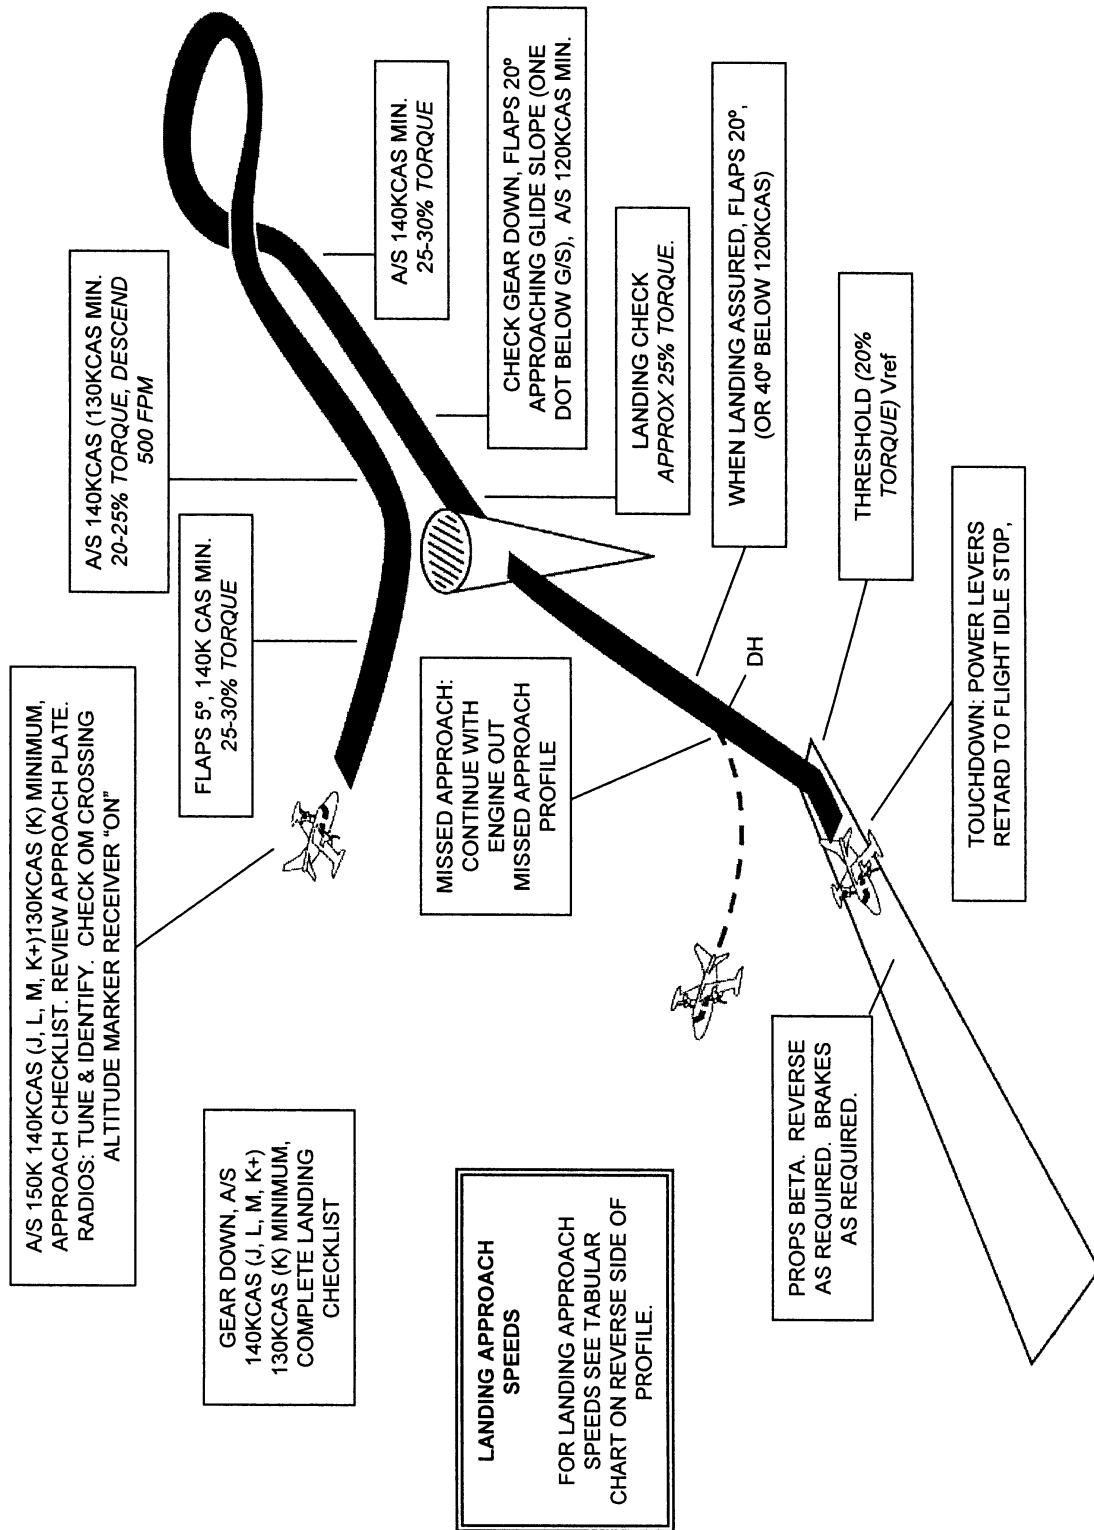 A/S 150K 140KCAS (J, L, M, K+)130KCAS (K) MINIMUM,
APPROACH CHECKLIST. REVIEW APPROACH PLATE.
RADIOS: TUNE & IDENTIFY. CHECK OM CROSSING
ALTITUDE MARKER RECEIVER "ON"
FLAPS 5º, 140K CAS MIN.
25-30% TORQUE
A/S 140KCAS (130KCAS MIN.
20-25% TORQUE, DESCEND
500 FPM
A/S 140KCAS MIN.
25-30% TORQUE
GEAR DOWN, A/S
140KCAS (J, L, M, K+)
130KCAS (K) MINIMUM,
COMPLETE LANDING
CHECKLIST
CHECK GEAR DOWN, FLAPS 20º
APPROACHING GLIDE SLOPE (ONE
DOT BELOW G/S), A/S 120KCAS MIN.
LANDING CHECK
APPROX 25% TORQUE.
MISSED APPROACH:
CONTINUE WITH
ENGINE OUT
MISSED APPROACH
PROFILE
WHEN LANDING ASSURED, FLAPS 20º,
(OR 40º BELOW 120KCAS)
DH
LANDING APPROACH
SPEEDS
FOR LANDING APPROACH
SPEEDS SEE TABULAR
CHART ON REVERSE SIDE OF
PROFILE.
THRESHOLD (20%
TORQUE) Vref
PROPS BETA. REVERSE
AS REQUIRED. BRAKES
AS REQUIRED.
TOUCHDOWN: POWER LEVERS
RETARD TO FLIGHT IDLE ST0P,